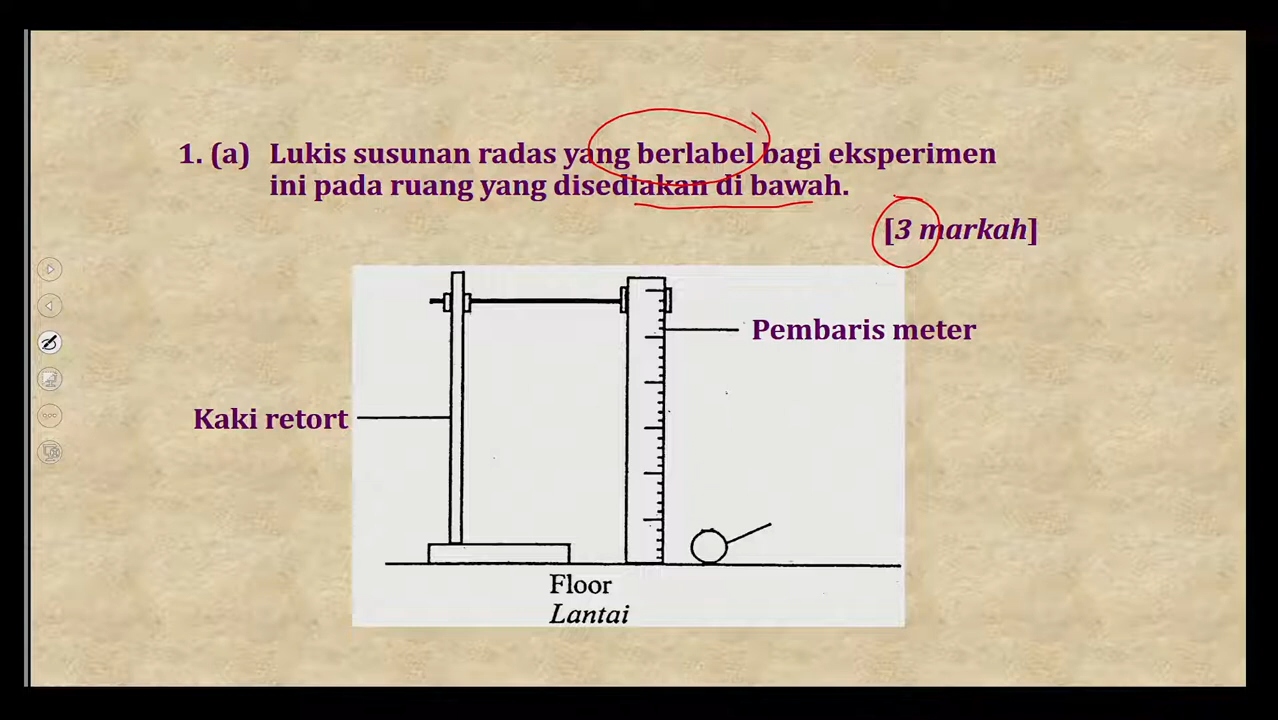 1. (a) Lukis susunan radas yang berlabel bagi eksperimen
ini pada ruang yang disediakan di bawah.
[3 markah]
Pembaris meter
Kaki retort
Floor
Lantai